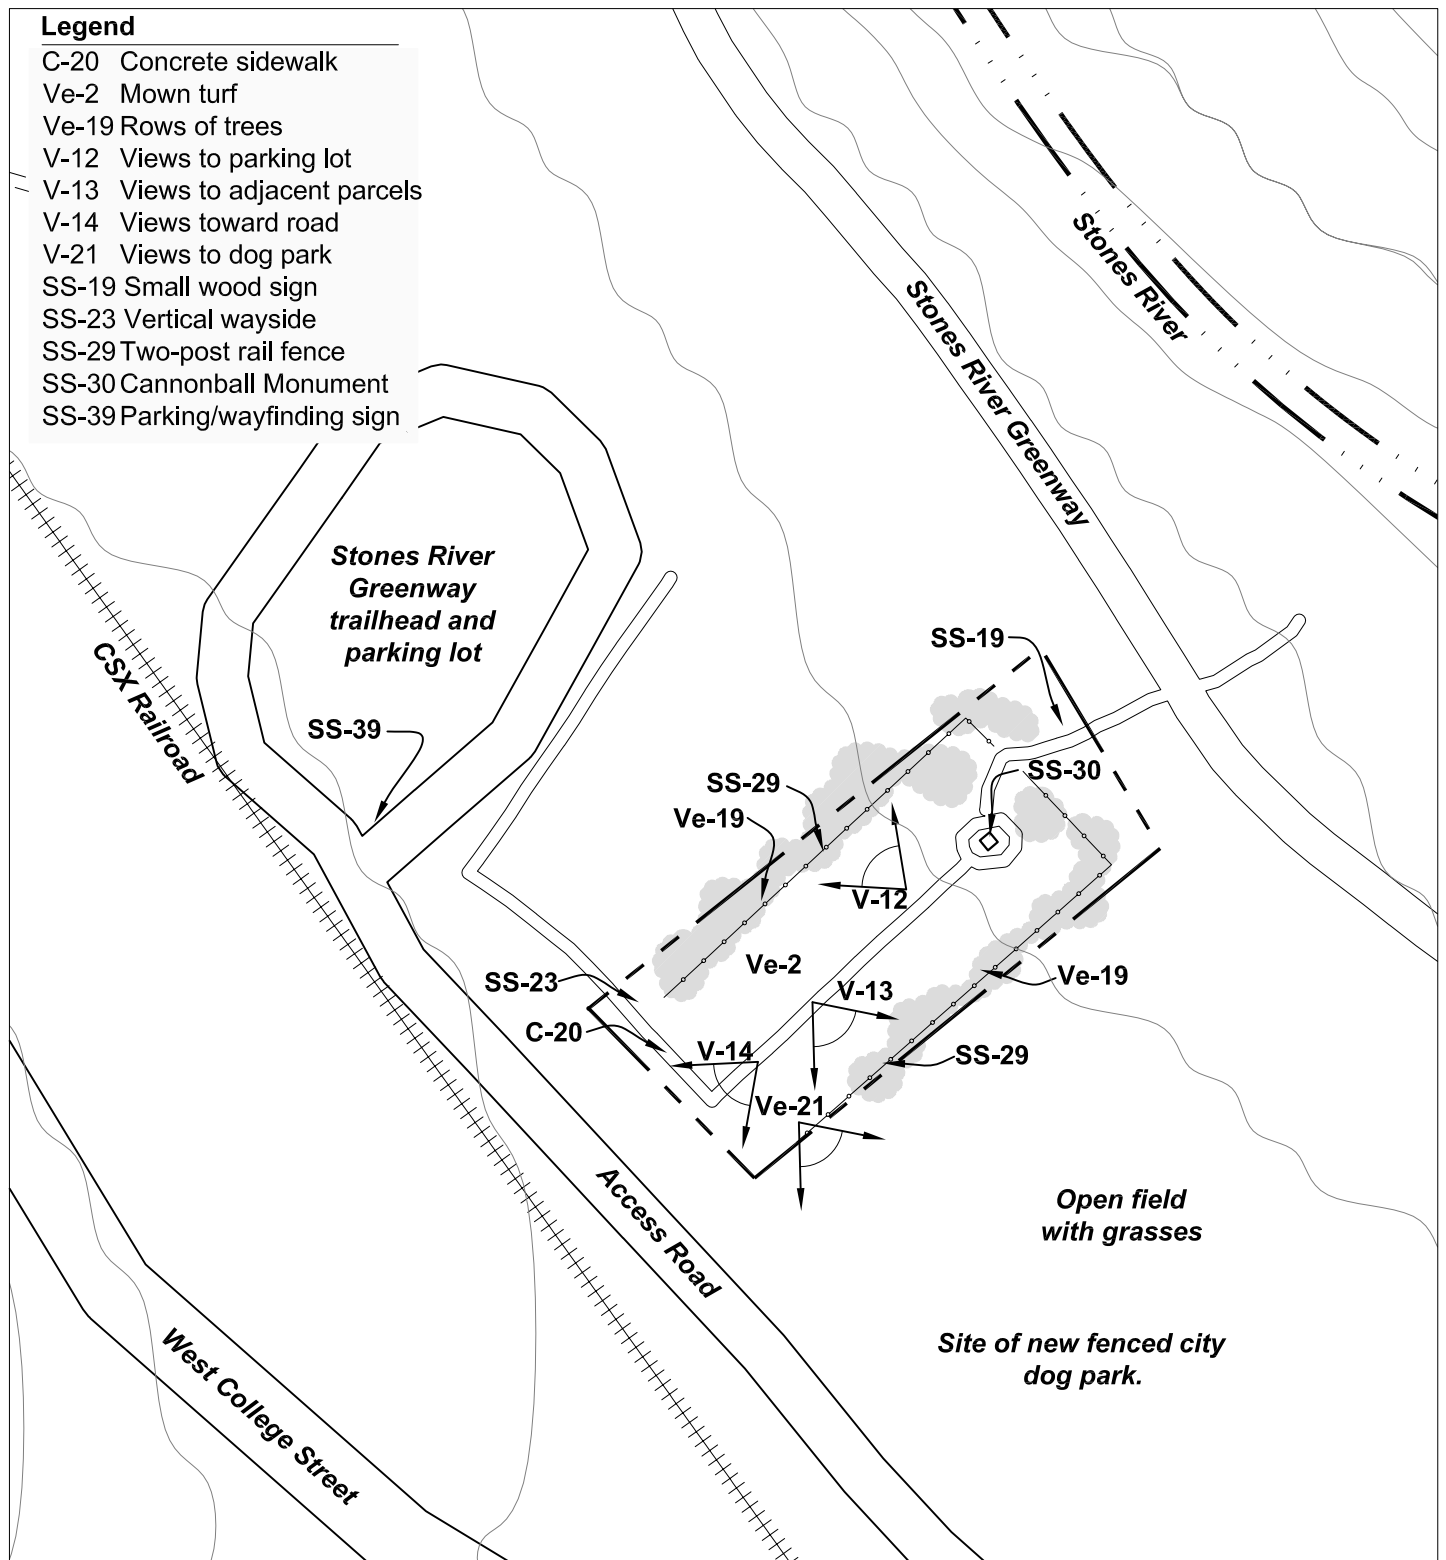 Legend
C-20 Concrete sidewalk
Ve-2 Mown turf
Ve-19 Rows of trees
V-12 Views to parking lot
V-13 Views to adjacent parcels
V-14 Views toward road
V-21 Views to dog park
SS-19 Small wood sign
SS-23 Vertical wayside
SS-29 Two-post rail fence
SS-30 Cannonball Monument
SS-39 Parking/wayfinding sign
Stones River
Stones River Greenway
Stones River
Greenway
trailhead and
parking lot
CSX Railroad
SS-39
SS-19
SS-30
SS-29
Ve-19
V-12
Ve-2
SS-23
V-13
Ve-19
C-20
V-14
SS-29
Ve-21
Access Road
Open field
with grasses
Site of new fenced city
dog park.
West College Street